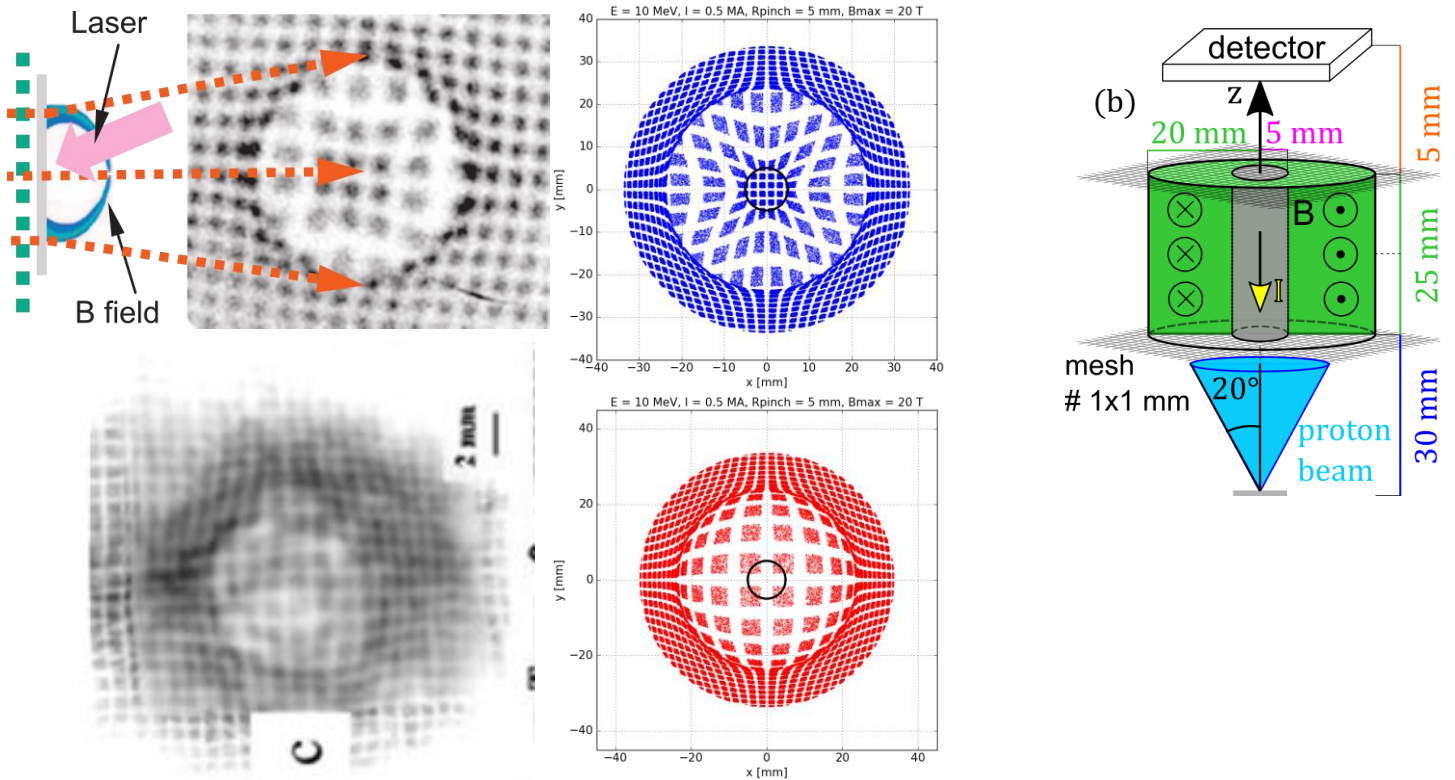 Laser
B field
2 mm
C
E = 10 MeV, I = 0.5 MA, Rpinch = 5 mm, Bmax = 20 T
y [mm]
40
30
20
10
0
−10
−20
−30
−40
−40 −30 −20 −10 0 10 20 30 40
x [mm]
E = 10 MeV, I = 0.5 MA, Rpinch = 5 mm, Bmax = 20 T
y [mm]
40
20
0
−20
−40
−40 −20 0 20 40
x [mm]
(b)
detector
z
20 mm
5 mm
5 mm
B
I
25 mm
mesh
# 1x1 mm
20°
proton
beam
30 mm